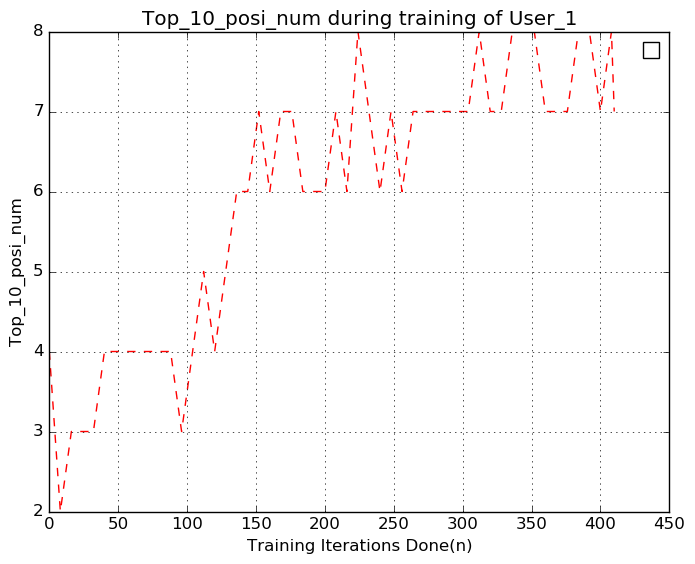 Top_10_posi_num during training of User_1
8
7
6
5
4
3
2
Top_10_posi_num
0 50 100 150 200 250 300 350 400 450
Training Iterations Done(n)